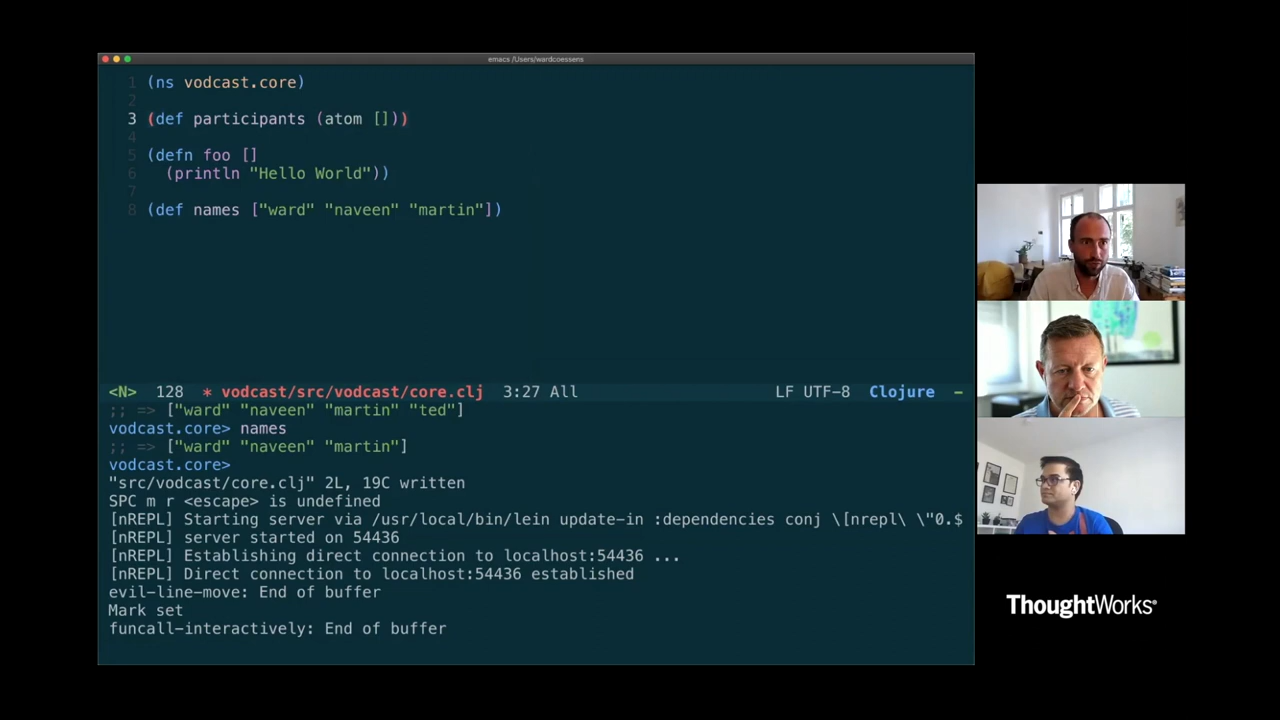 emacs /Users/wardcoessens
1 (ns vodcast.core)
2
3 (def participants (atom []))
4
5 (defn foo []
6   (println "Hello World"))
7
8 (def names ["ward" "naveen" "martin"])
<N>  128  * vodcast/src/vodcast/core.clj  3:27 All  LF UTF-8  Clojure  –
;; => ["ward" "naveen" "martin" "ted"]
vodcast.core> names
;; => ["ward" "naveen" "martin"]
vodcast.core>
"src/vodcast/core.clj" 2L, 19C written
SPC m r <escape> is undefined
[nREPL] Starting server via /usr/local/bin/lein update-in :dependencies conj \[nrepl\ \"0.$
[nREPL] server started on 54436
[nREPL] Establishing direct connection to localhost:54436 ...
[nREPL] Direct connection to localhost:54436 established
evil-line-move: End of buffer
Mark set
funcall-interactively: End of buffer
ThoughtWorks®